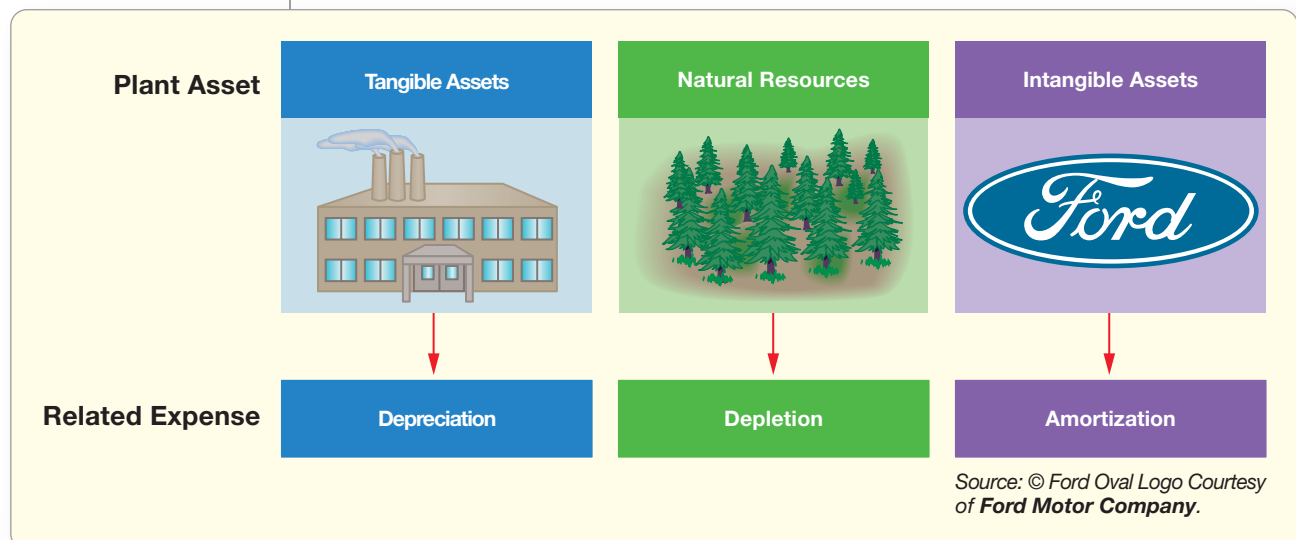 Plant Asset
Tangible Assets
Natural Resources
Intangible Assets
Ford
Related Expense
Depreciation
Depletion
Amortization
Source: © Ford Oval Logo Courtesy
of Ford Motor Company.